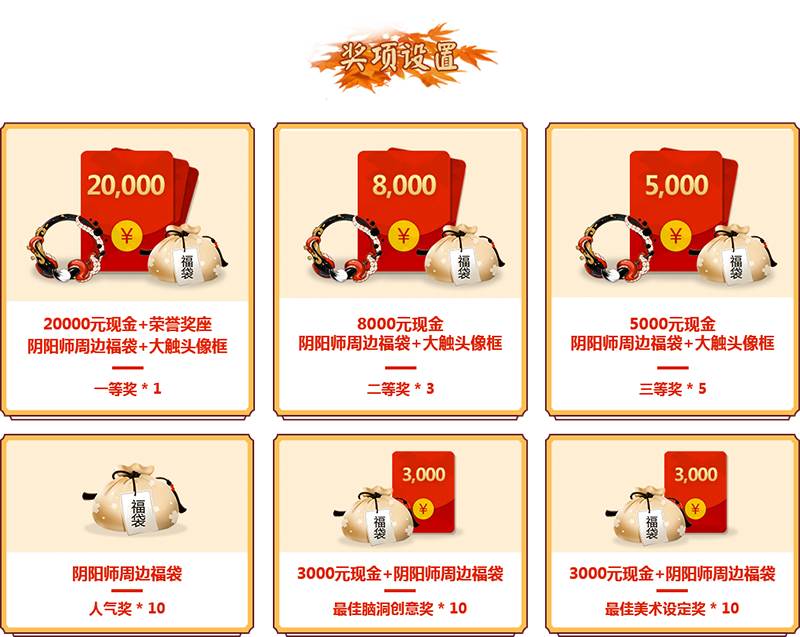 奖项设置
20,000
¥
福袋
20000元现金+荣誉奖座
阴阳师周边福袋+大触头像框
一等奖 * 1
8,000
¥
福袋
8000元现金
阴阳师周边福袋+大触头像框
二等奖 * 3
5,000
¥
福袋
5000元现金
阴阳师周边福袋+大触头像框
三等奖 * 5
福袋
阴阳师周边福袋
人气奖 * 10
3,000
¥
福袋
3000元现金+阴阳师周边福袋
最佳脑洞创意奖 * 10
3,000
¥
福袋
3000元现金+阴阳师周边福袋
最佳美术设定奖 * 10